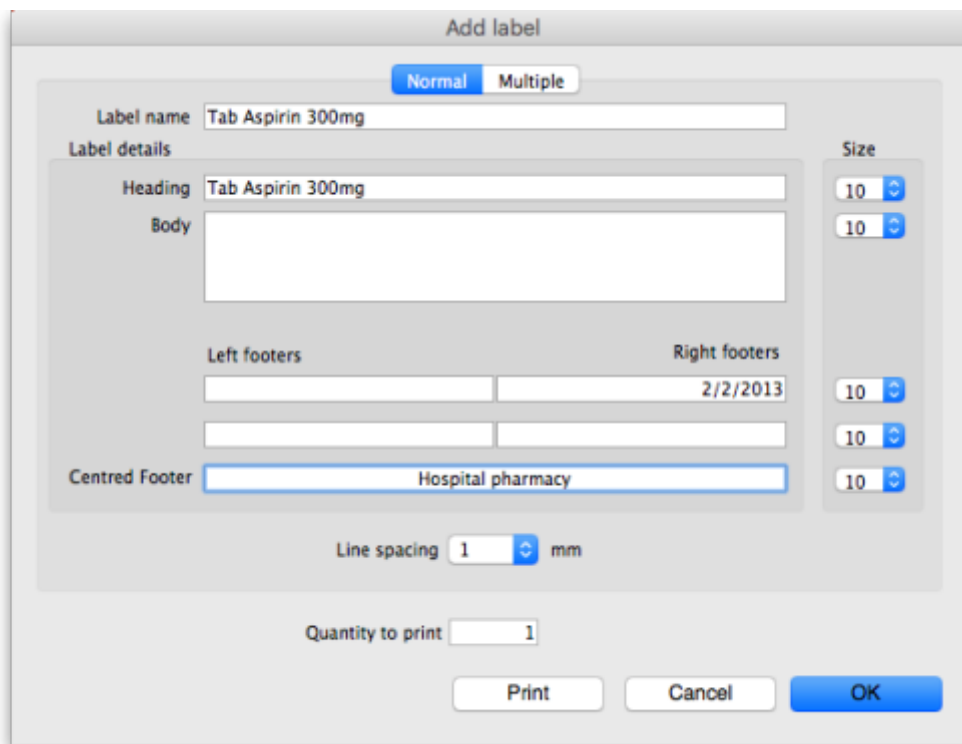 Add label
Normal Multiple
Label name Tab Aspirin 300mg
Label details Size
Heading Tab Aspirin 300mg 10
Body 10
Left footers Right footers
2/2/2013 10
10
Centred Footer Hospital pharmacy 10
Line spacing 1 mm
Quantity to print 1
Print Cancel OK